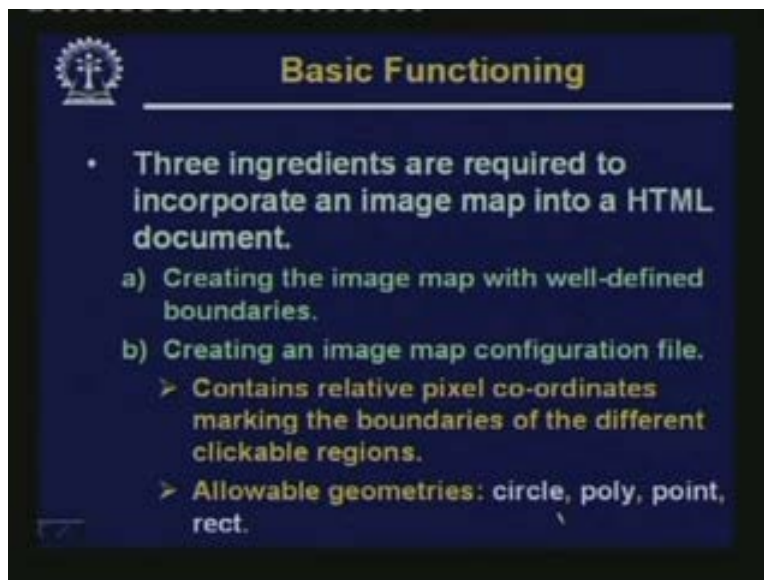 Basic Functioning
• Three ingredients are required to
incorporate an image map into a HTML
document.
a) Creating the image map with well-defined
boundaries.
b) Creating an image map configuration file.
➢ Contains relative pixel co-ordinates
marking the boundaries of the different
clickable regions.
➢ Allowable geometries: circle, poly, point,
rect.